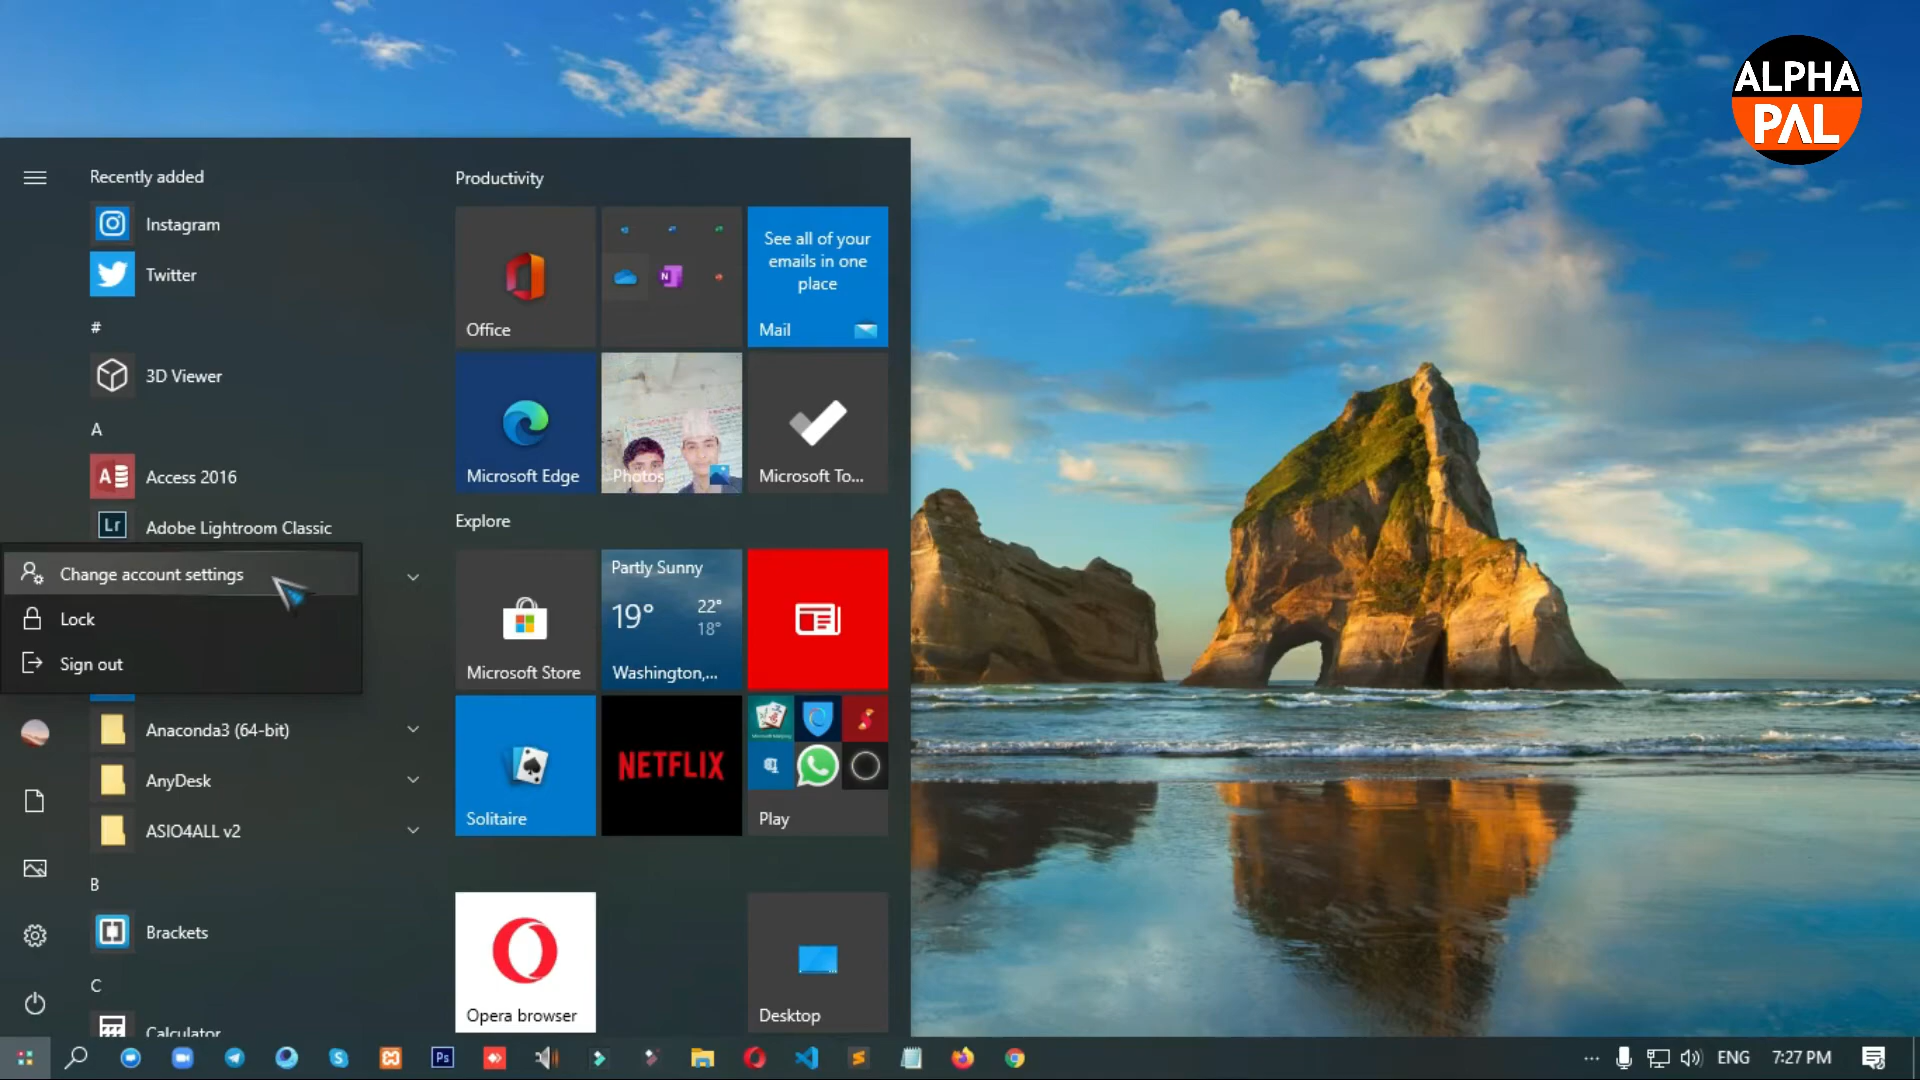 ALPHA
PAL
Recently added
Instagram
Twitter
#
3D Viewer
A
Access 2016
Lr
Adobe Lightroom Classic
Change account settings
Lock
Sign out
Anaconda3 (64-bit)
AnyDesk
ASIO4ALL v2
B
Brackets
C
Calculator
Productivity
Office
See all of your
emails in one
place
Mail
Microsoft Edge
Photos
Microsoft To...
Explore
Microsoft Store
Partly Sunny
19°
22°
18°
Washington,...
Solitaire
NETFLIX
Play
Opera browser
Desktop
Ps
ENG
7:27 PM